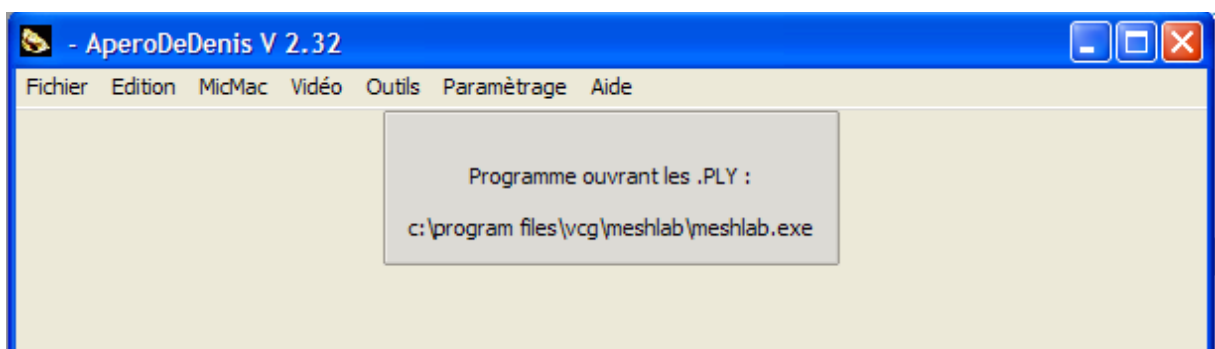 - AperoDeDenis V 2.32
Fichier Edition MicMac Vidéo Outils Paramètrage Aide
Programme ouvrant les .PLY :
c:\program files\vcg\meshlab\meshlab.exe